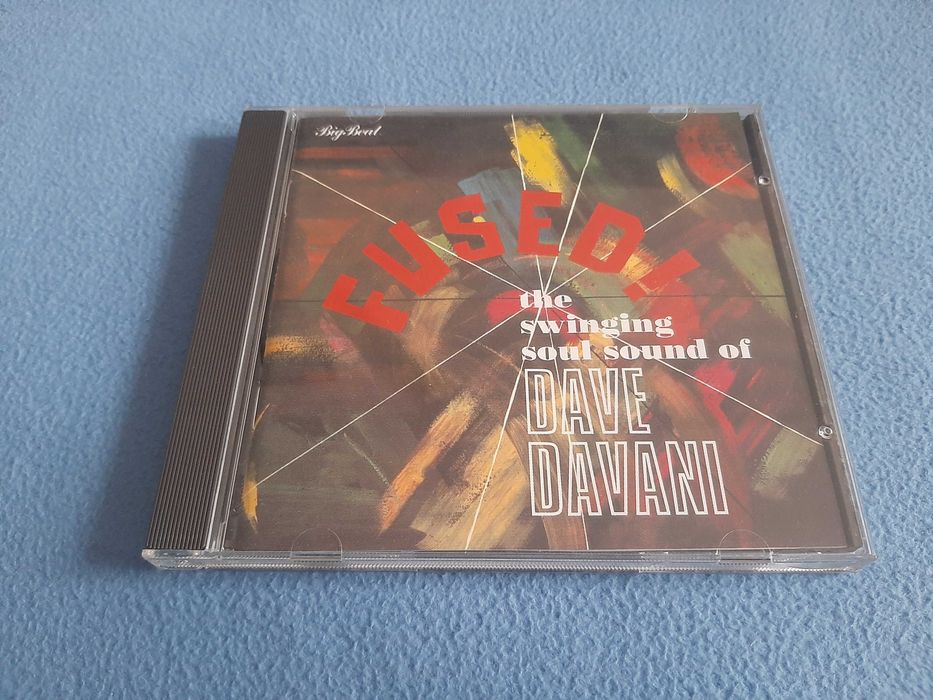 Big Beat
FUSED!
the
swinging
soul sound of
DAVE
DAVANI